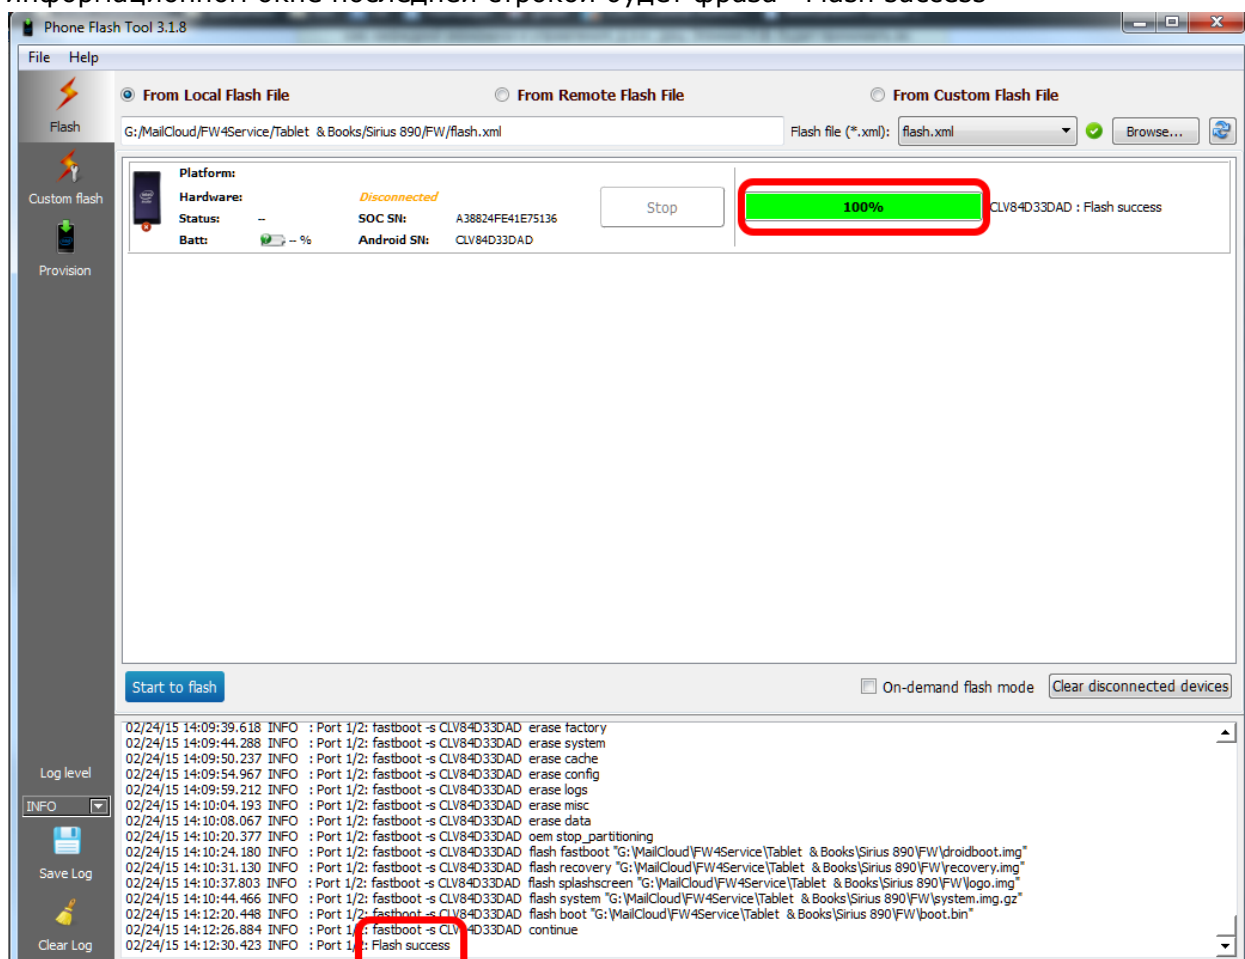 информационном окне последней строкой будет фраза - Flash success
Phone Flash Tool 3.1.8
File Help
From Local Flash File From Remote Flash File From Custom Flash File
Flash
G:/MailCloud/FW4Service/Tablet & Books/Sirius 890/FW/flash.xml Flash file (*.xml): flash.xml Browse...
Platform:
Custom flash
Hardware: Disconnected
Status: -- SOC SN: A38824FE41E75136
Batt: -- % Android SN: CLV84D33DAD
Stop
100% CLV84D33DAD : Flash success
Provision
Start to flash On-demand flash mode Clear disconnected devices
02/24/15 14:09:39.618 INFO : Port 1/2: fastboot -s CLV84D33DAD erase factory
02/24/15 14:09:44.288 INFO : Port 1/2: fastboot -s CLV84D33DAD erase system
02/24/15 14:09:50.237 INFO : Port 1/2: fastboot -s CLV84D33DAD erase cache
02/24/15 14:09:54.967 INFO : Port 1/2: fastboot -s CLV84D33DAD erase config
02/24/15 14:09:59.212 INFO : Port 1/2: fastboot -s CLV84D33DAD erase logs
02/24/15 14:10:04.193 INFO : Port 1/2: fastboot -s CLV84D33DAD erase misc
02/24/15 14:10:08.067 INFO : Port 1/2: fastboot -s CLV84D33DAD erase data
02/24/15 14:10:20.377 INFO : Port 1/2: fastboot -s CLV84D33DAD oem stop_partitioning
02/24/15 14:10:24.180 INFO : Port 1/2: fastboot -s CLV84D33DAD flash fastboot "G:\MailCloud\FW4Service\Tablet & Books\Sirius 890\FW\droidboot.img"
02/24/15 14:10:31.130 INFO : Port 1/2: fastboot -s CLV84D33DAD flash recovery "G:\MailCloud\FW4Service\Tablet & Books\Sirius 890\FW\recovery.img"
02/24/15 14:10:37.803 INFO : Port 1/2: fastboot -s CLV84D33DAD flash splashscreen "G:\MailCloud\FW4Service\Tablet & Books\Sirius 890\FW\logo.img"
02/24/15 14:10:44.466 INFO : Port 1/2: fastboot -s CLV84D33DAD flash system "G:\MailCloud\FW4Service\Tablet & Books\Sirius 890\FW\system.img.gz"
02/24/15 14:12:20.448 INFO : Port 1/2: fastboot -s CLV84D33DAD flash boot "G:\MailCloud\FW4Service\Tablet & Books\Sirius 890\FW\boot.bin"
02/24/15 14:12:26.884 INFO : Port 1/2: fastboot -s CLV84D33DAD continue
02/24/15 14:12:30.423 INFO : Port 1/2: Flash success
Log level
INFO
Save Log
Clear Log